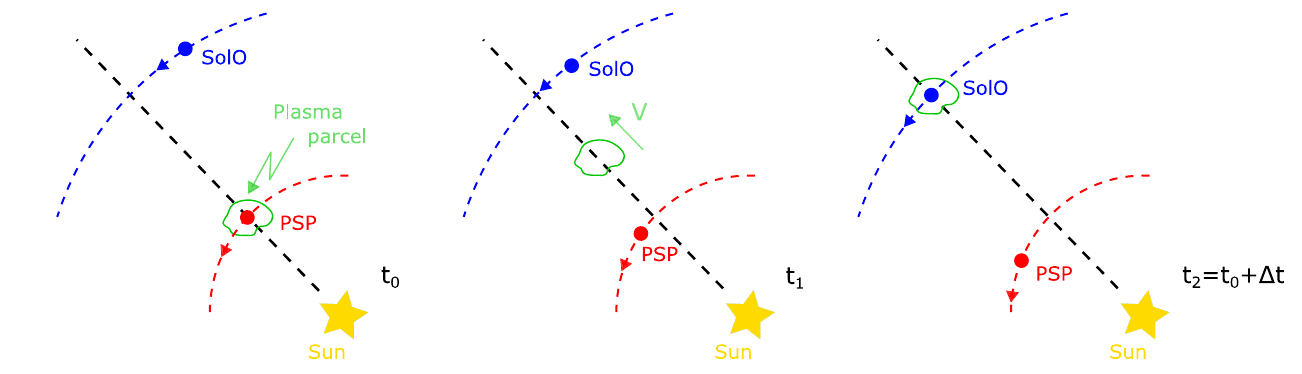 SolO
Plasma
parcel
PSP
t₀
Sun
SolO
V
PSP
t₁
Sun
SolO
PSP
t₂=t₀+Δt
Sun